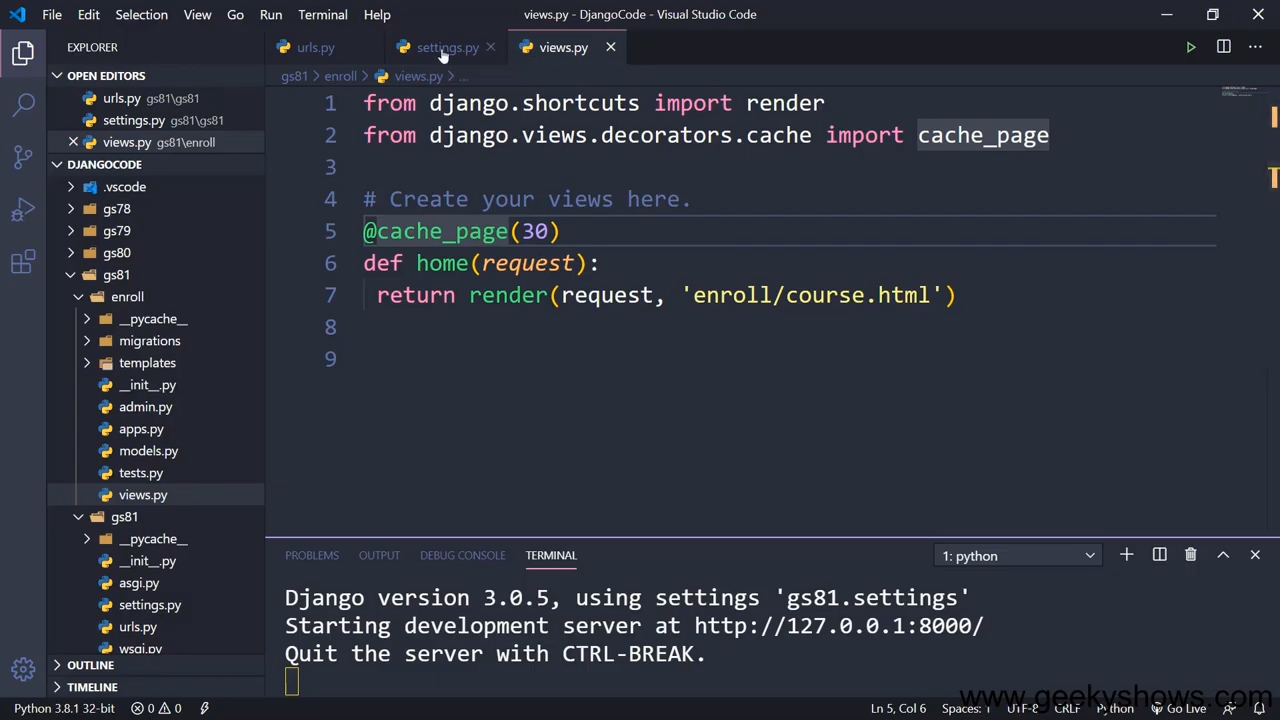 File Edit Selection View Go Run Terminal Help views.py - DjangoCode - Visual Studio Code
EXPLORER
urls.py settings.py views.py
OPEN EDITORS
urls.py gs81\gs81
settings.py gs81\gs81
views.py gs81\enroll
DJANGOCODE
.vscode
gs78
gs79
gs80
gs81
enroll
__pycache__
migrations
templates
__init__.py
admin.py
apps.py
models.py
tests.py
views.py
gs81
__pycache__
__init__.py
asgi.py
settings.py
urls.py
wsgi.py
OUTLINE
TIMELINE
gs81 > enroll > views.py > ...
1 from django.shortcuts import render
2 from django.views.decorators.cache import cache_page
3
4 # Create your views here.
5 @cache_page(30)
6 def home(request):
7 return render(request, 'enroll/course.html')
8
9
PROBLEMS OUTPUT DEBUG CONSOLE TERMINAL 1: python
Django version 3.0.5, using settings 'gs81.settings'
Starting development server at http://127.0.0.1:8000/
Quit the server with CTRL-BREAK.
www.geekyshows.com
Python 3.8.1 32-bit 0 0 Ln 5, Col 6 Spaces: 1 UTF-8 CRLF Python Go Live